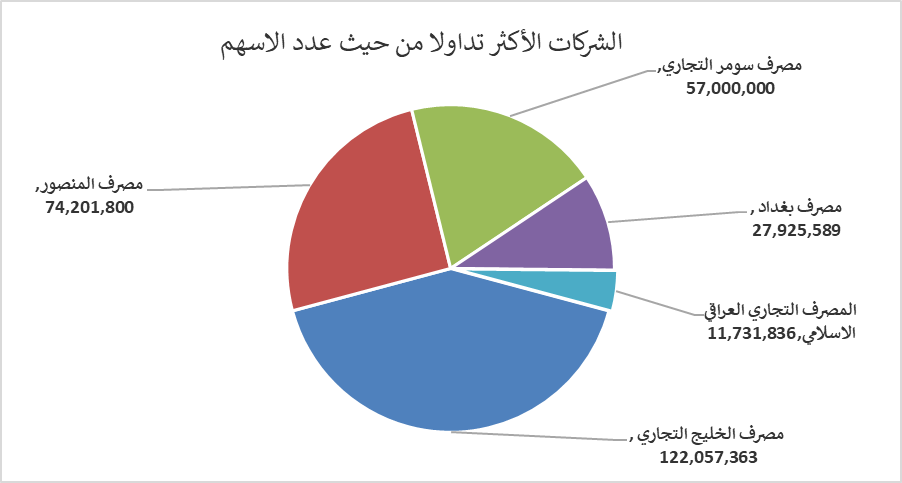 الشركات الأكثر تداولا من حيث عدد الاسهم
مصرف سومر التجاري,
57,000,000
مصرف المنصور,
74,201,800
مصرف بغداد ,
27,925,589
المصرف التجاري العراقي
الاسلامي,11,731,836
مصرف الخليج التجاري ,
122,057,363